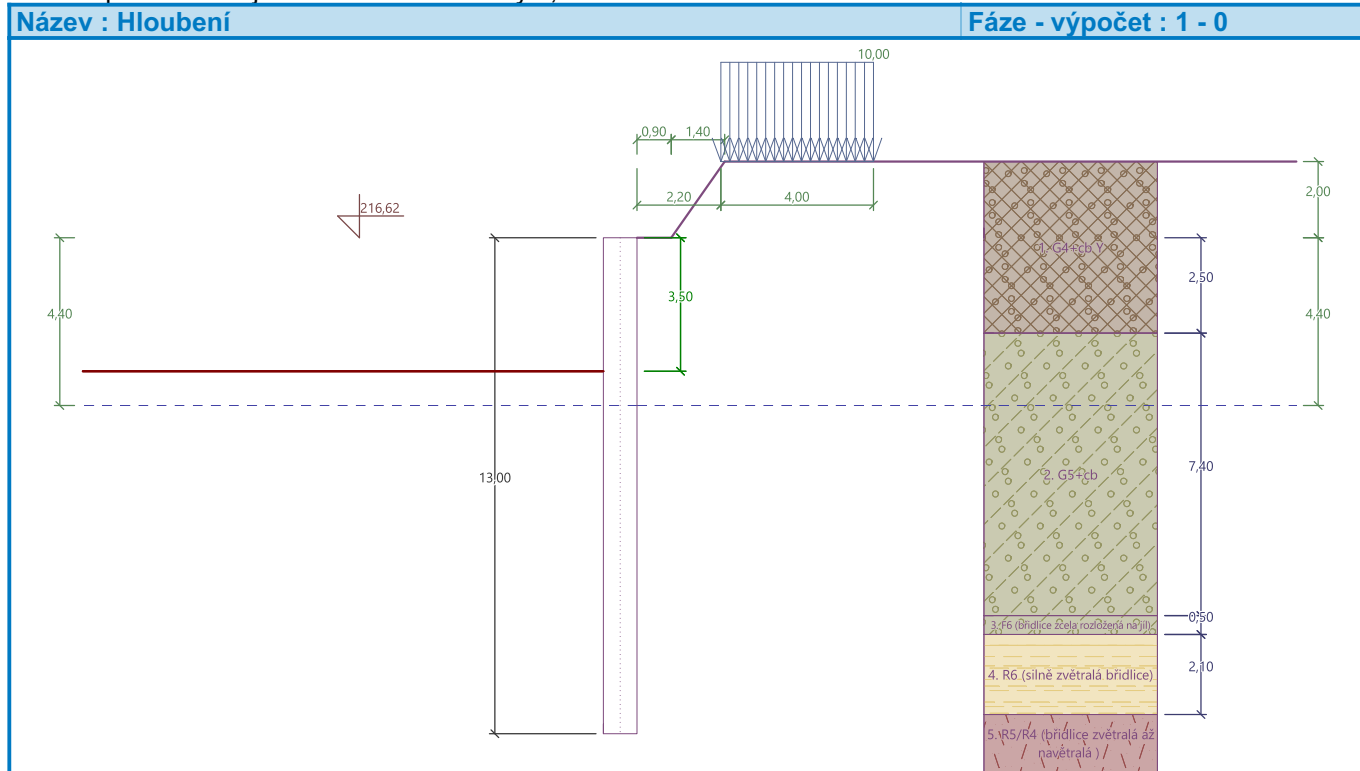 Název : Hloubení
Fáze - výpočet : 1 - 0
10,00
0,90
1,40
2,20
4,00
2,00
216,62
1. G4+cb Y
2,50
3,50
4,40
4,40
13,00
2. G5+cb
7,40
0,50
3. F6 (břidlice zcela rozložená na jíl)
2,10
4. R6 (silně zvětralá břidlice)
5. R5/R4 (břidlice zvětralá až
navětralá )